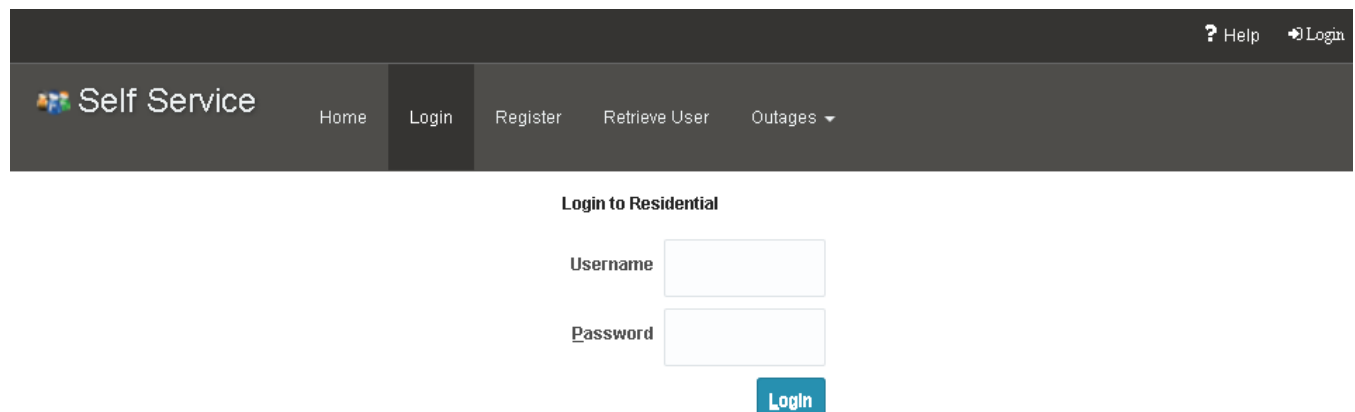 ? Help Login
Self Service Home Login Register Retrieve User Outages
Login to Residential
Username
Password
Login